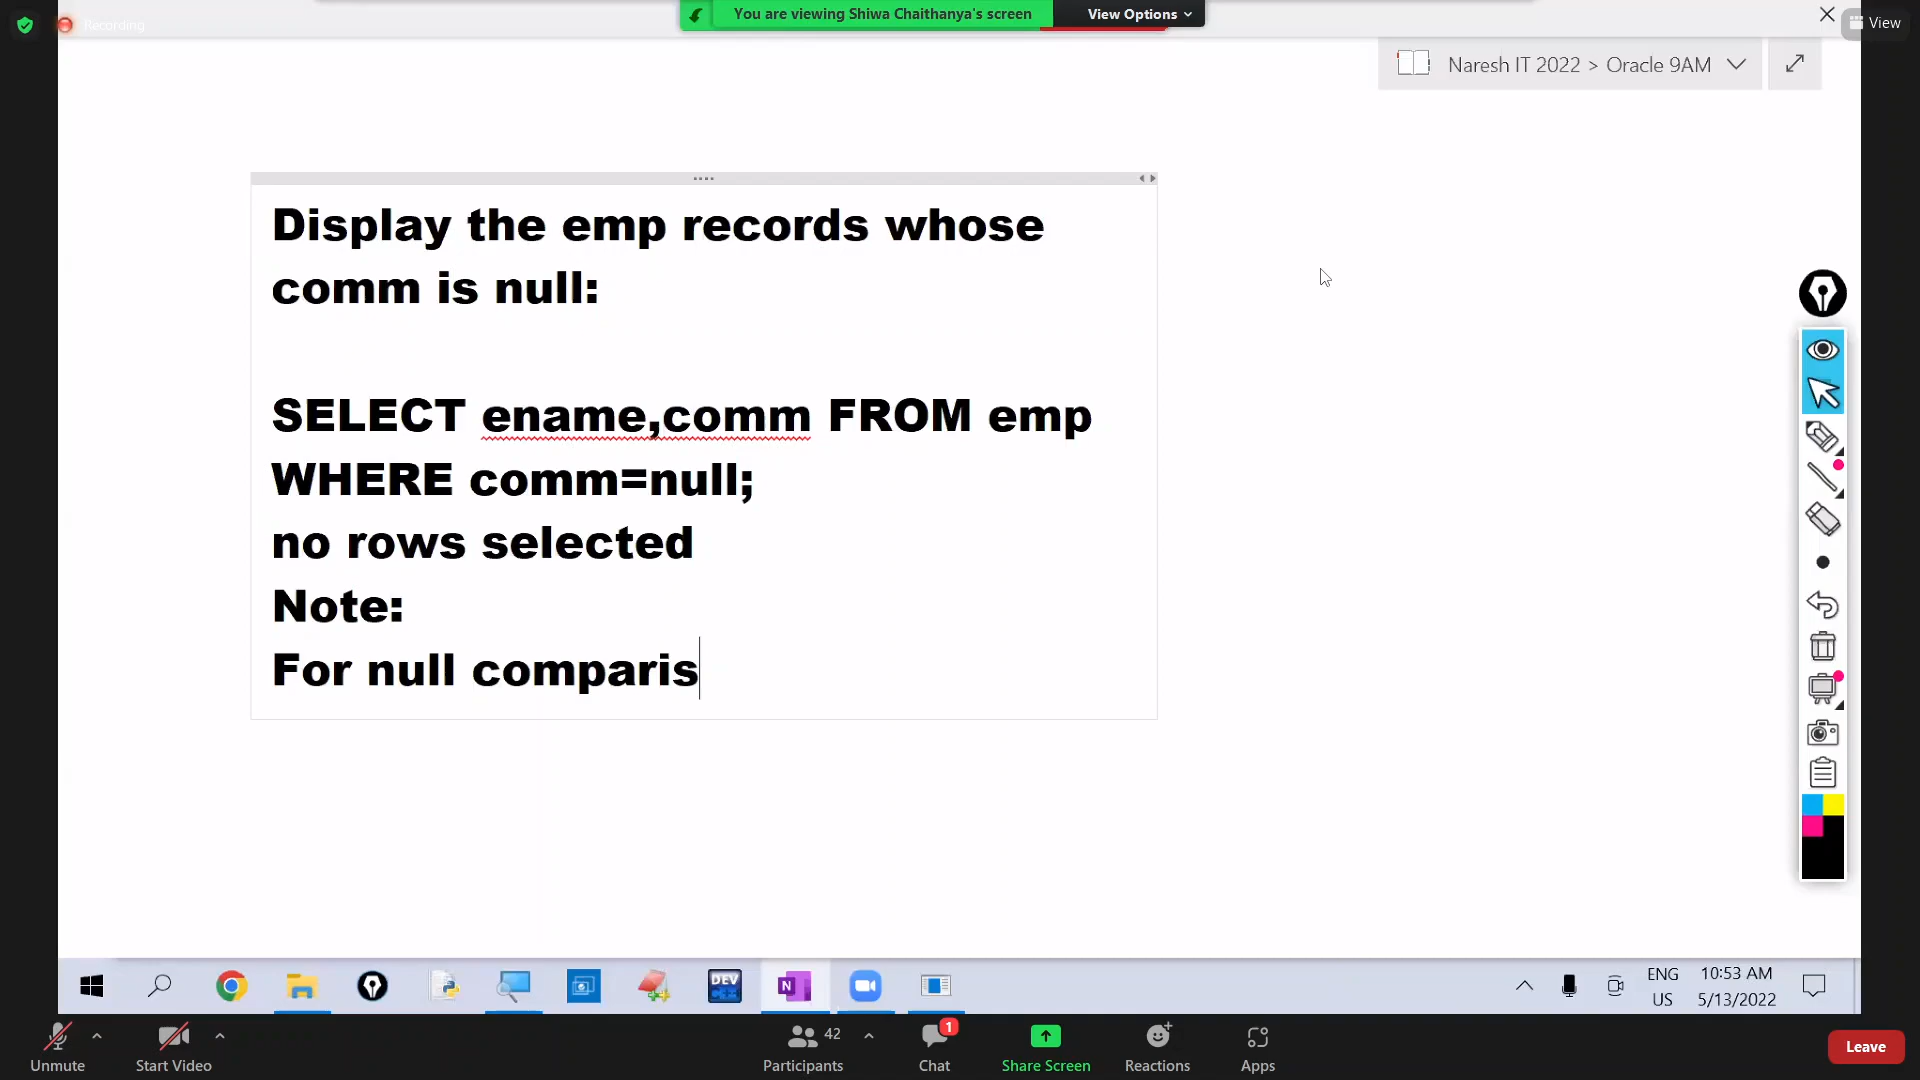 Recording
You are viewing Shiwa Chaithanya's screen
View Options
View
Naresh IT 2022 > Oracle 9AM
Display the emp records whose
comm is null:
SELECT ename,comm FROM emp
WHERE comm=null;
no rows selected
Note:
For null comparis
DEV
C++
N
ENG
US
10:53 AM
5/13/2022
Unmute
Start Video
42
Participants
1
Chat
Share Screen
Reactions
Apps
Leave